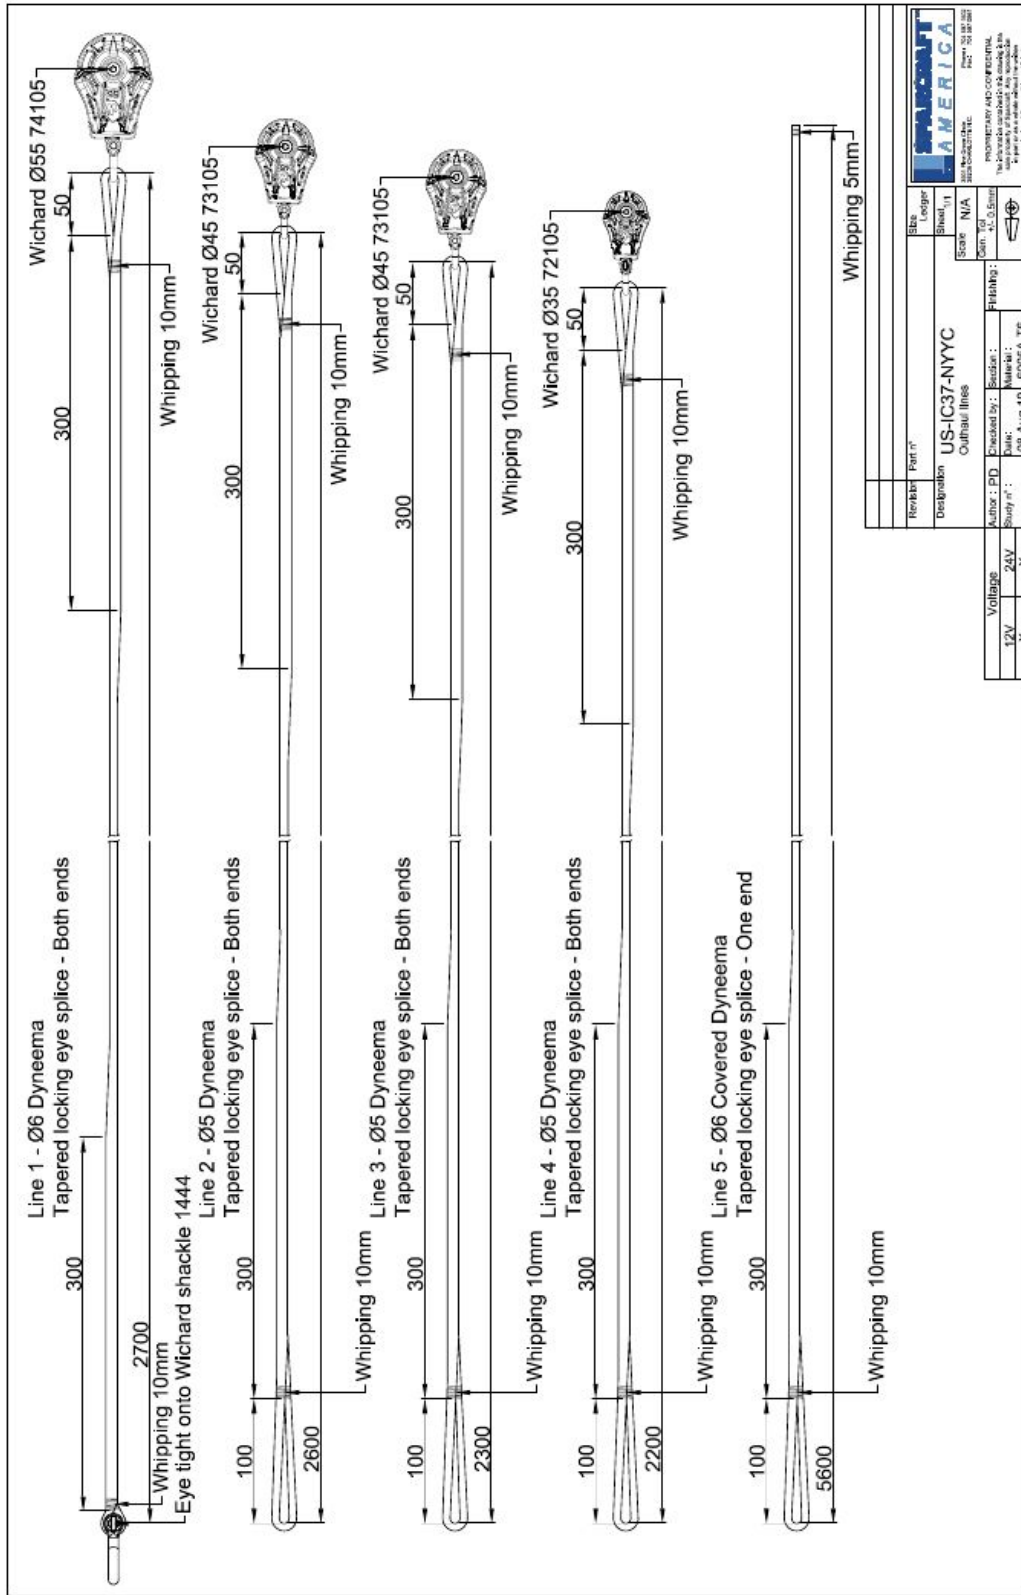 Line 1 - Ø6 Dyneema
Tapered locking eye splice - Both ends
Wichard Ø55 74105
50
300
300
Whipping 10mm
Whipping 10mm
Eye tight onto Wichard shackle 1444
2700
Line 2 - Ø5 Dyneema
Tapered locking eye splice - Both ends
Wichard Ø45 73105
50
300
300
100
Whipping 10mm
Whipping 10mm
2600
Line 3 - Ø5 Dyneema
Tapered locking eye splice - Both ends
Wichard Ø45 73105
50
300
300
100
Whipping 10mm
Whipping 10mm
2300
Line 4 - Ø5 Dyneema
Tapered locking eye splice - Both ends
Wichard Ø35 72105
50
300
300
100
Whipping 10mm
Whipping 10mm
2200
Line 5 - Ø6 Covered Dyneema
Tapered locking eye splice - One end
300
100
Whipping 10mm
Whipping 5mm
5600
Revision Part n°
Designation
US-IC37-NYYC
Outhaul lines
Size
Ledger
Sheet 1/1
Scale N/A
Gen. Tol
+/- 0.5mm
SPARCRAFT
AMERICA
PROPRIETARY AND CONFIDENTIAL
Author : PD
Checked by :
Section :
Finishing :
Study n° :
Date:
Material :
Voltage
12V 24V